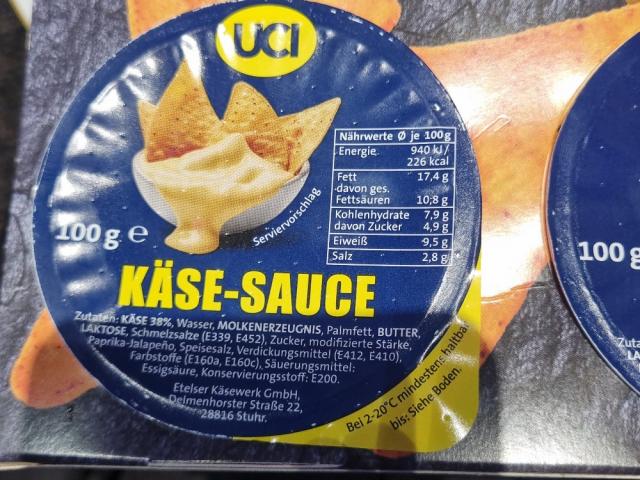 UCI
Nährwerte Ø je 100g
Energie 940 kJ/
226 kcal
Fett 17,4 g
davon ges.
Fettsäuren 10,8 g
Kohlenhydrate 7,9 g
davon Zucker 4,9 g
Eiweiß 9,5 g
Salz 2,8 g
Serviervorschlag
100 g e
KÄSE-SAUCE
Zutaten: KÄSE 38%, Wasser, MOLKENERZEUGNIS, Palmfett, BUTTER,
LAKTOSE, Schmelzsalze (E339, E452), Zucker, modifizierte Stärke,
Paprika-Jalapeño, Speisesalz, Verdickungsmittel (E412, E410),
Farbstoffe (E160a, E160c), Säuerungsmittel:
Essigsäure, Konservierungsstoff: E200.
Etelser Käsewerk GmbH,
Delmenhorster Straße 22,
28816 Stuhr.
Bei 2-20°C mindestens haltbar
bis: Siehe Boden.
100 g
Zuta
LA